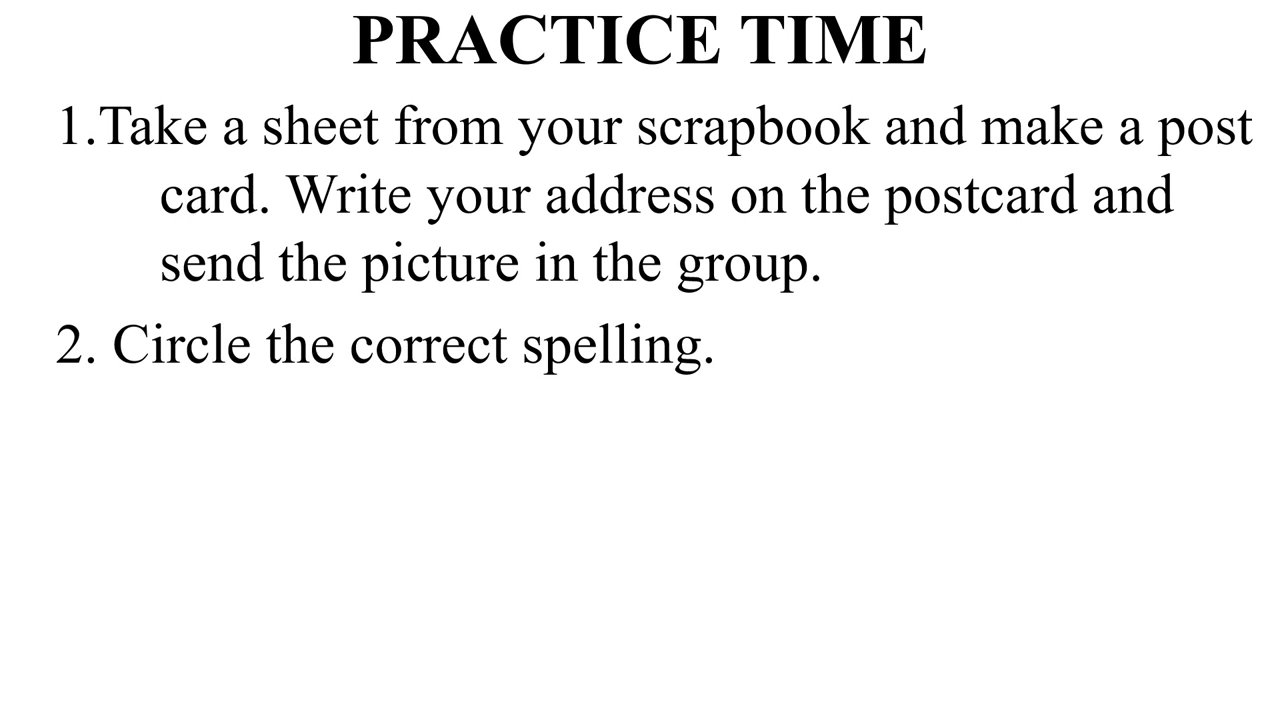 PRACTICE TIME
1.Take a sheet from your scrapbook and make a post
card. Write your address on the postcard and
send the picture in the group.
2. Circle the correct spelling.